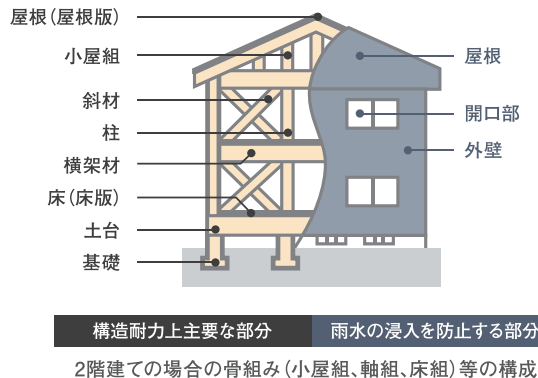 屋根(屋根版)
小屋組
斜材
柱
横架材
床(床版)
土台
基礎
屋根
開口部
外壁
構造耐力上主要な部分
雨水の浸入を防止する部分
2階建ての場合の骨組み(小屋組、軸組、床組)等の構成